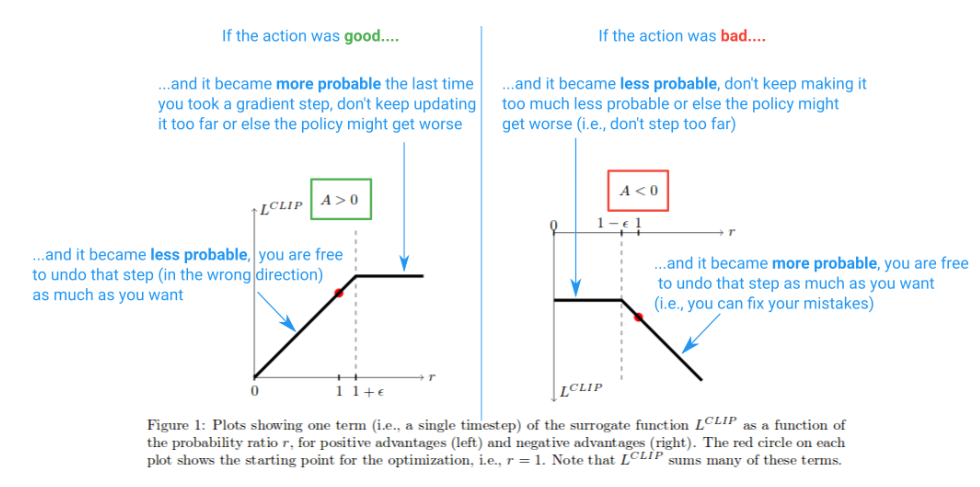 If the action was good....
...and it became more probable the last time
you took a gradient step, don't keep updating
it too far or else the policy might get worse
L^{CLIP}
A > 0
...and it became less probable, you are free
to undo that step (in the wrong direction)
as much as you want
r
0
1 1 + ϵ
If the action was bad....
...and it became less probable, don't keep making it
too much less probable or else the policy might
get worse (i.e., don't step too far)
A < 0
0
1 − ϵ 1
r
...and it became more probable, you are free
to undo that step as much as you want
(i.e., you can fix your mistakes)
L^{CLIP}
Figure 1: Plots showing one term (i.e., a single timestep) of the surrogate function L^{CLIP} as a function of
the probability ratio r, for positive advantages (left) and negative advantages (right). The red circle on each
plot shows the starting point for the optimization, i.e., r = 1. Note that L^{CLIP} sums many of these terms.